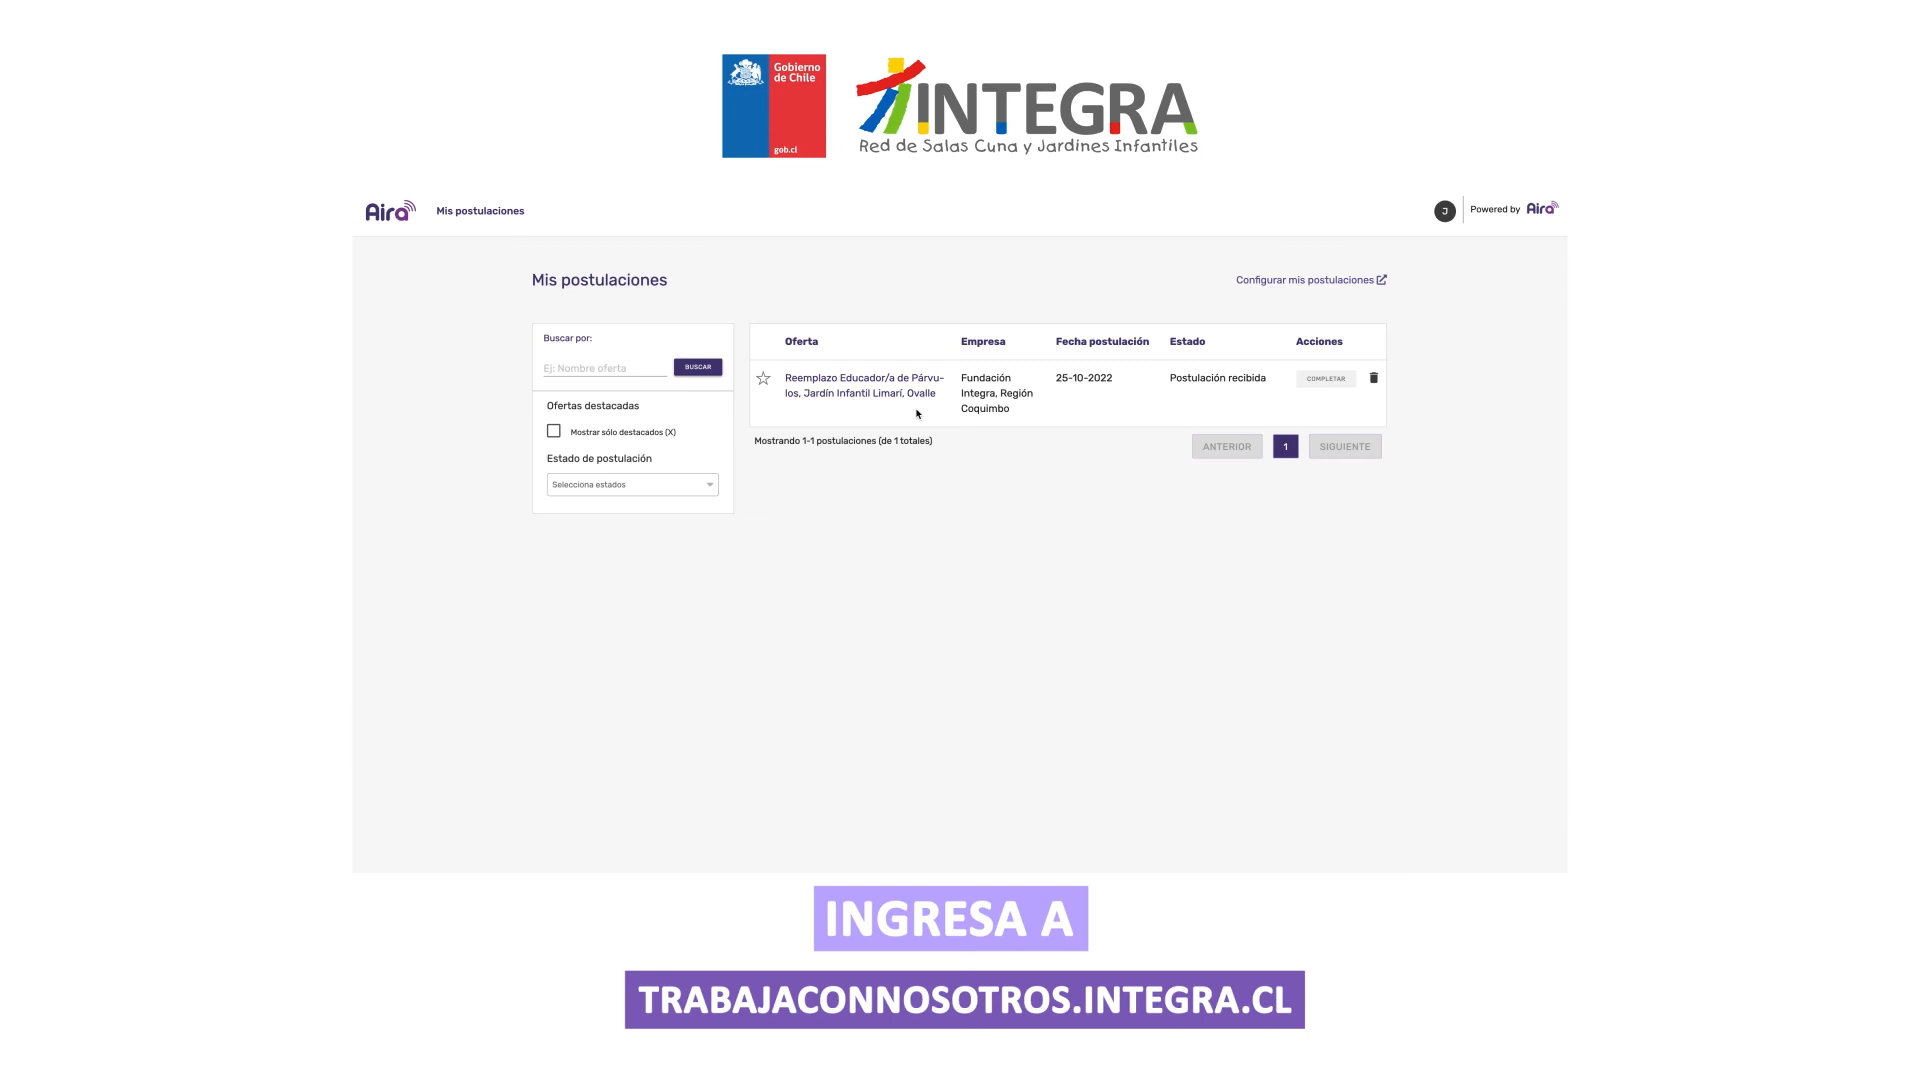 Gobierno
de Chile
gob.cl
INTEGRA
Red de Salas Cuna y Jardines Infantiles
Aira
Mis postulaciones
J
Powered by Aira
Mis postulaciones
Configurar mis postulaciones
Buscar por:
Ej: Nombre oferta
BUSCAR
Ofertas destacadas
Mostrar sólo destacados (X)
Estado de postulación
Selecciona estados
Oferta
Empresa
Fecha postulación
Estado
Acciones
Reemplazo Educador/a de Párvu-
los, Jardín Infantil Limarí, Ovalle
Fundación
Integra, Región
Coquimbo
25-10-2022
Postulación recibida
COMPLETAR
Mostrando 1-1 postulaciones (de 1 totales)
ANTERIOR
1
SIGUIENTE
INGRESA A
TRABAJACONNOSOTROS.INTEGRA.CL